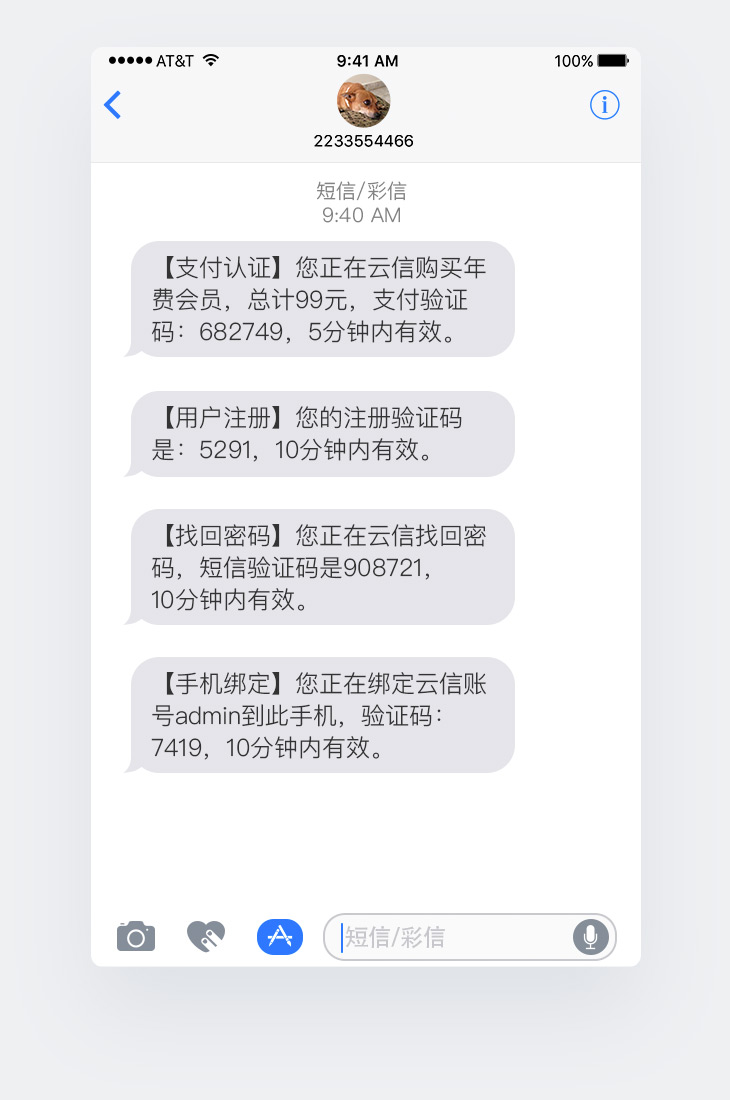 ●●●●● AT&T 9:41 AM 100%
2233554466
短信/彩信
9:40 AM
【支付认证】您正在云信购买年
费会员，总计99元，支付验证
码：682749，5分钟内有效。
【用户注册】您的注册验证码
是：5291，10分钟内有效。
【找回密码】您正在云信找回密
码，短信验证码是908721，
10分钟内有效。
【手机绑定】您正在绑定云信账
号admin到此手机，验证码：
7419，10分钟内有效。
短信/彩信